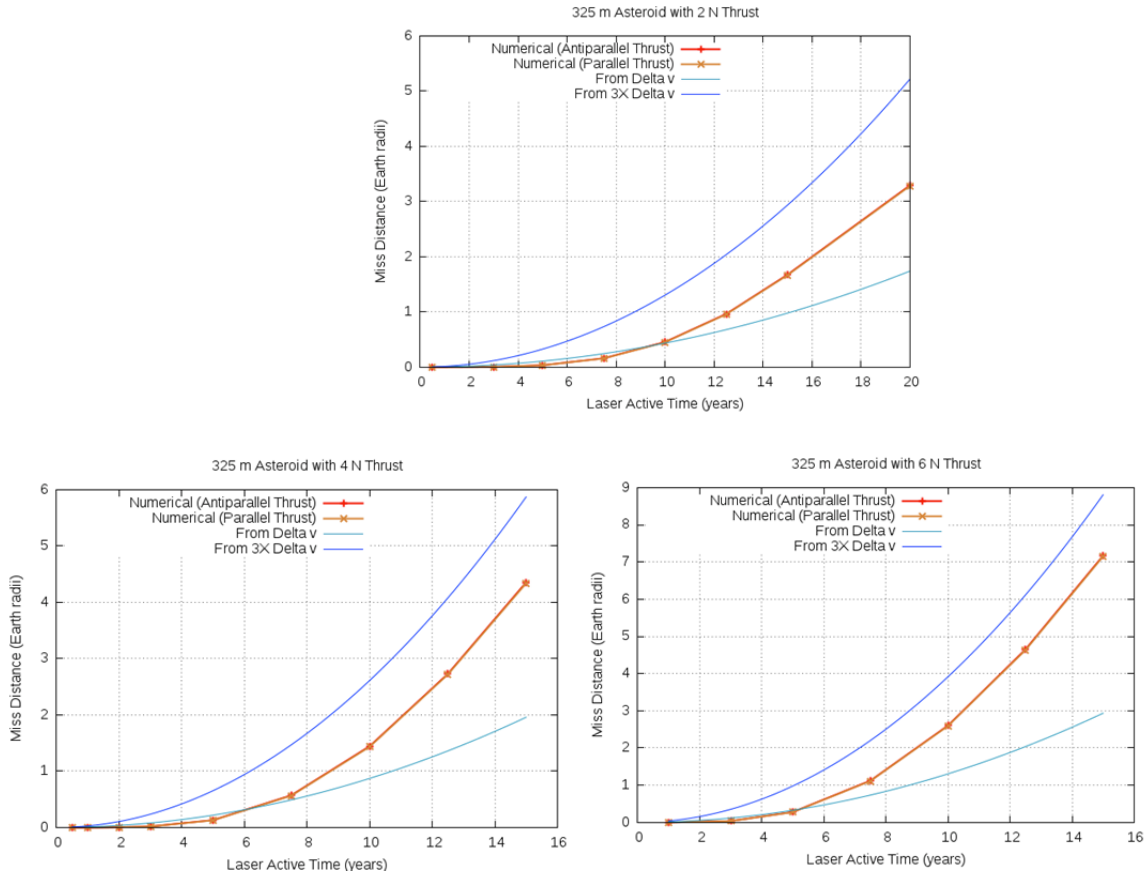 325 m Asteroid with 2 N Thrust
Numerical (Antiparallel Thrust)
Numerical (Parallel Thrust)
From Delta v
From 3X Delta v
Miss Distance (Earth radii)
6
5
4
3
2
1
0
0 2 4 6 8 10 12 14 16 18 20
Laser Active Time (years)
325 m Asteroid with 4 N Thrust
Numerical (Antiparallel Thrust)
Numerical (Parallel Thrust)
From Delta v
From 3X Delta v
Miss Distance (Earth radii)
6
5
4
3
2
1
0
0 2 4 6 8 10 12 14 16
Laser Active Time (years)
325 m Asteroid with 6 N Thrust
Numerical (Antiparallel Thrust)
Numerical (Parallel Thrust)
From Delta v
From 3X Delta v
Miss Distance (Earth radii)
9
8
7
6
5
4
3
2
1
0
0 2 4 6 8 10 12 14 16
Laser Active Time (years)